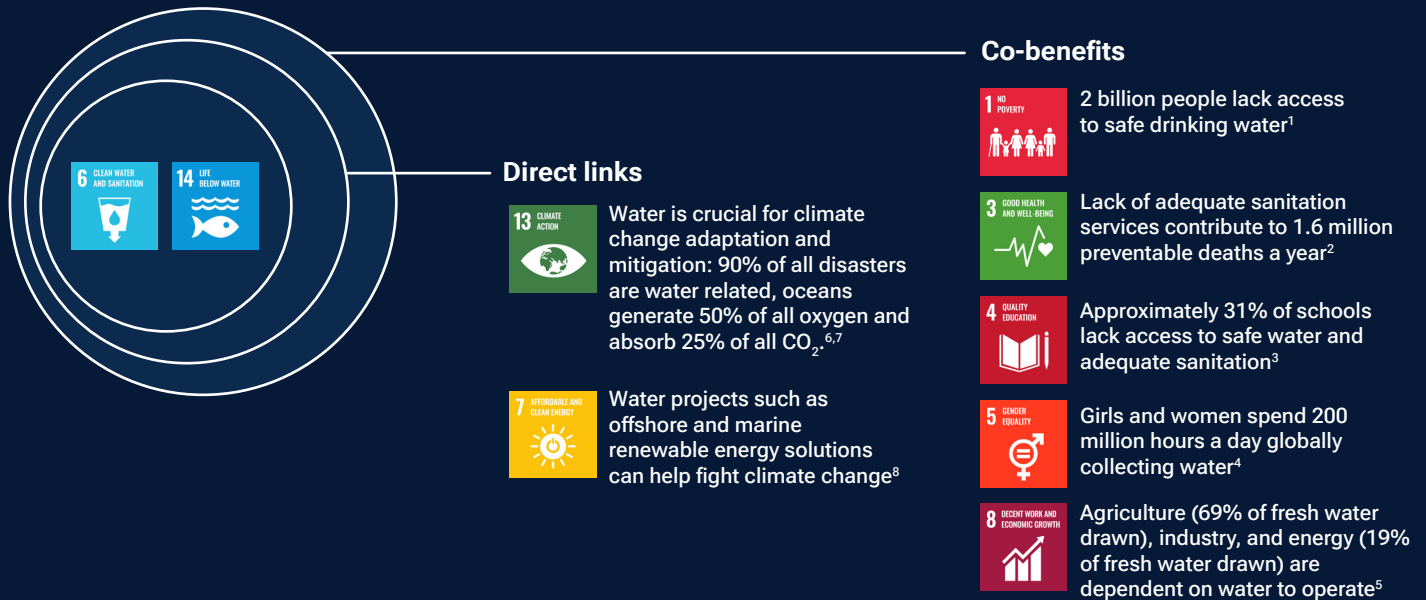 6 CLEAN WATER
AND SANITATION
14 LIFE
BELOW WATER
Direct links
13 CLIMATE
ACTION
Water is crucial for climate
change adaptation and
mitigation: 90% of all disasters
are water related, oceans
generate 50% of all oxygen and
absorb 25% of all CO₂.⁶,⁷
7 AFFORDABLE AND
CLEAN ENERGY
Water projects such as
offshore and marine
renewable energy solutions
can help fight climate change⁸
Co-benefits
1 NO
POVERTY
2 billion people lack access
to safe drinking water¹
3 GOOD HEALTH
AND WELL-BEING
Lack of adequate sanitation
services contribute to 1.6 million
preventable deaths a year²
4 QUALITY
EDUCATION
Approximately 31% of schools
lack access to safe water and
adequate sanitation³
5 GENDER
EQUALITY
Girls and women spend 200
million hours a day globally
collecting water⁴
8 DECENT WORK AND
ECONOMIC GROWTH
Agriculture (69% of fresh water
drawn), industry, and energy (19%
of fresh water drawn) are
dependent on water to operate⁵